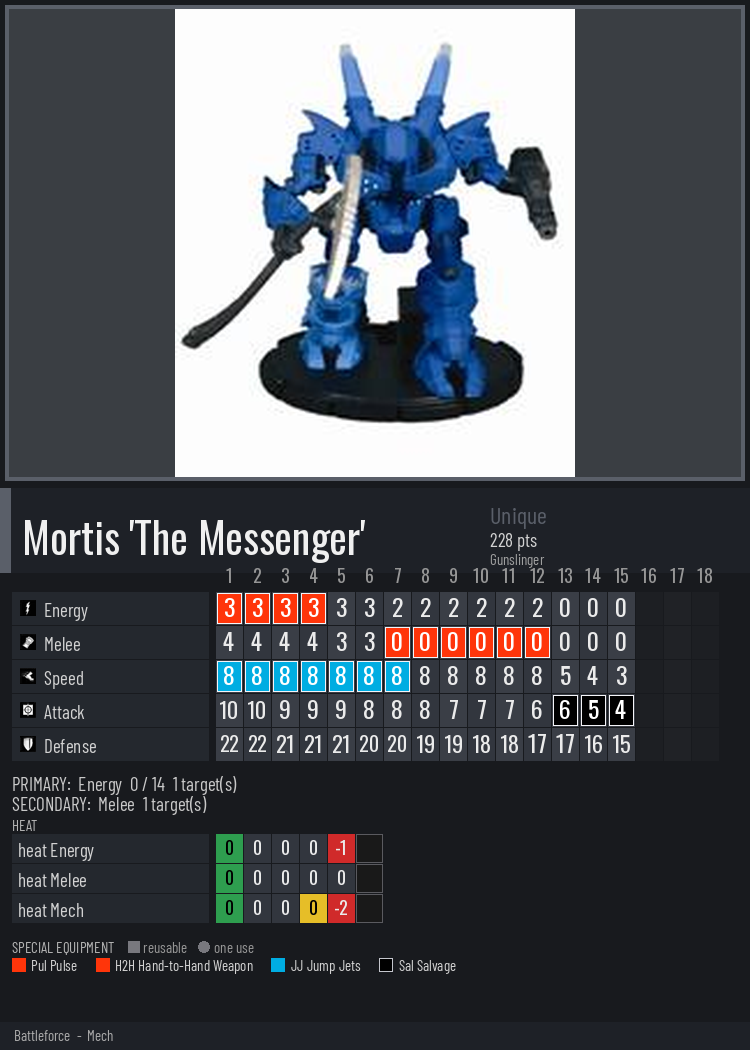 Mortis 'The Messenger'
Unique
228 pts
Gunslinger
1 2 3 4 5 6 7 8 9 10 11 12 13 14 15 16 17 18
Energy 3 3 3 3 3 3 2 2 2 2 2 2 0 0 0
Melee 4 4 4 4 3 3 0 0 0 0 0 0 0 0 0
Speed 8 8 8 8 8 8 8 8 8 8 8 8 5 4 3
Attack 10 10 9 9 9 8 8 8 7 7 7 6 6 5 4
Defense 22 22 21 21 21 20 20 19 19 18 18 17 17 16 15
PRIMARY: Energy 0 / 14 1 target(s)
SECONDARY: Melee 1 target(s)
HEAT
heat Energy 0 0 0 0 -1
heat Melee 0 0 0 0 0
heat Mech 0 0 0 0 -2
SPECIAL EQUIPMENT reusable one use
Pul Pulse H2H Hand-to-Hand Weapon JJ Jump Jets Sal Salvage
Battleforce - Mech